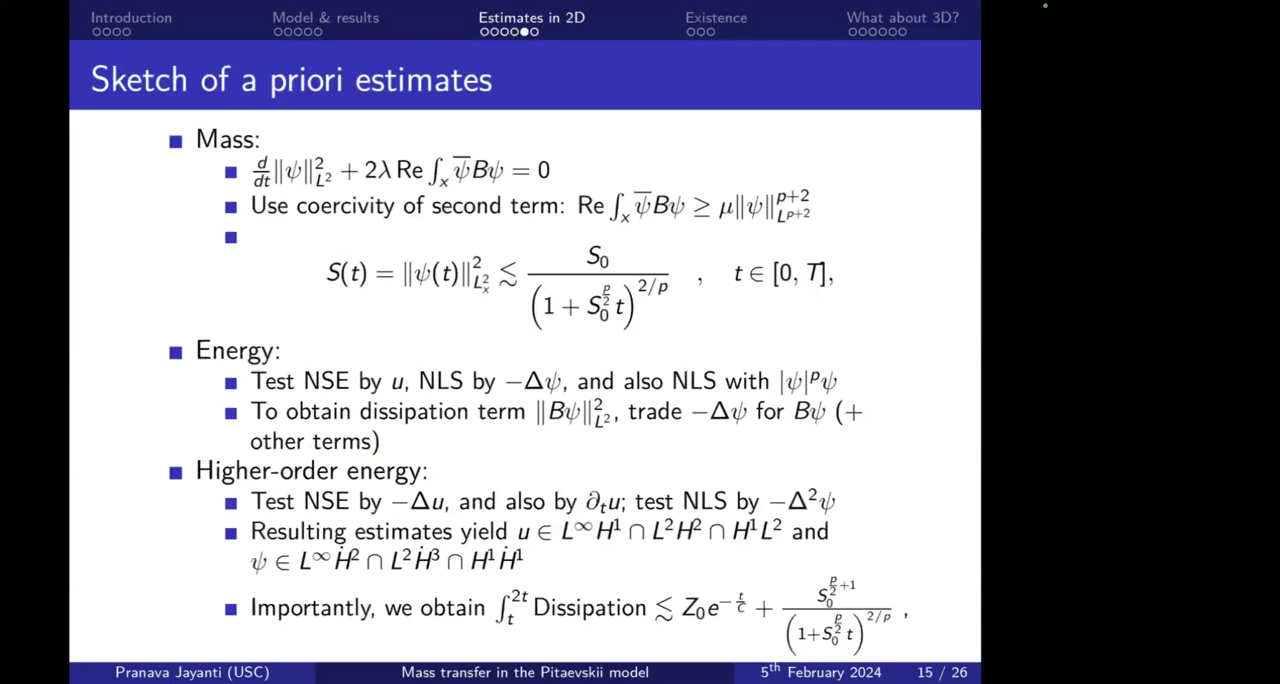 Introduction Model & results Estimates in 2D Existence What about 3D?
Sketch of a priori estimates
Mass:
d/dt ‖ψ‖²_{L²} + 2λ Re ∫_x ψ̅Bψ = 0
Use coercivity of second term: Re ∫_x ψ̅Bψ ≥ μ‖ψ‖^{p+2}_{L^{p+2}}
S(t) = ‖ψ(t)‖²_{L²_x} ≲ S₀ / (1 + S₀^{p/2} t)^{2/p} , t ∈ [0, T],
Energy:
Test NSE by u, NLS by −Δψ, and also NLS with |ψ|^p ψ
To obtain dissipation term ‖Bψ‖²_{L²}, trade −Δψ for Bψ (+
other terms)
Higher-order energy:
Test NSE by −Δu, and also by ∂_t u; test NLS by −Δ²ψ
Resulting estimates yield u ∈ L^∞H¹ ∩ L²H² ∩ H¹L² and
ψ ∈ L^∞Ḣ² ∩ L²Ḣ³ ∩ H¹Ḣ¹
Importantly, we obtain ∫_t^{2t} Dissipation ≲ Z₀e^{−t/C} + S₀^{p/2+1} / (1+S₀^{p/2} t)^{2/p} ,
Pranava Jayanti (USC) Mass transfer in the Pitaevskii model 5th February 2024 15 / 26